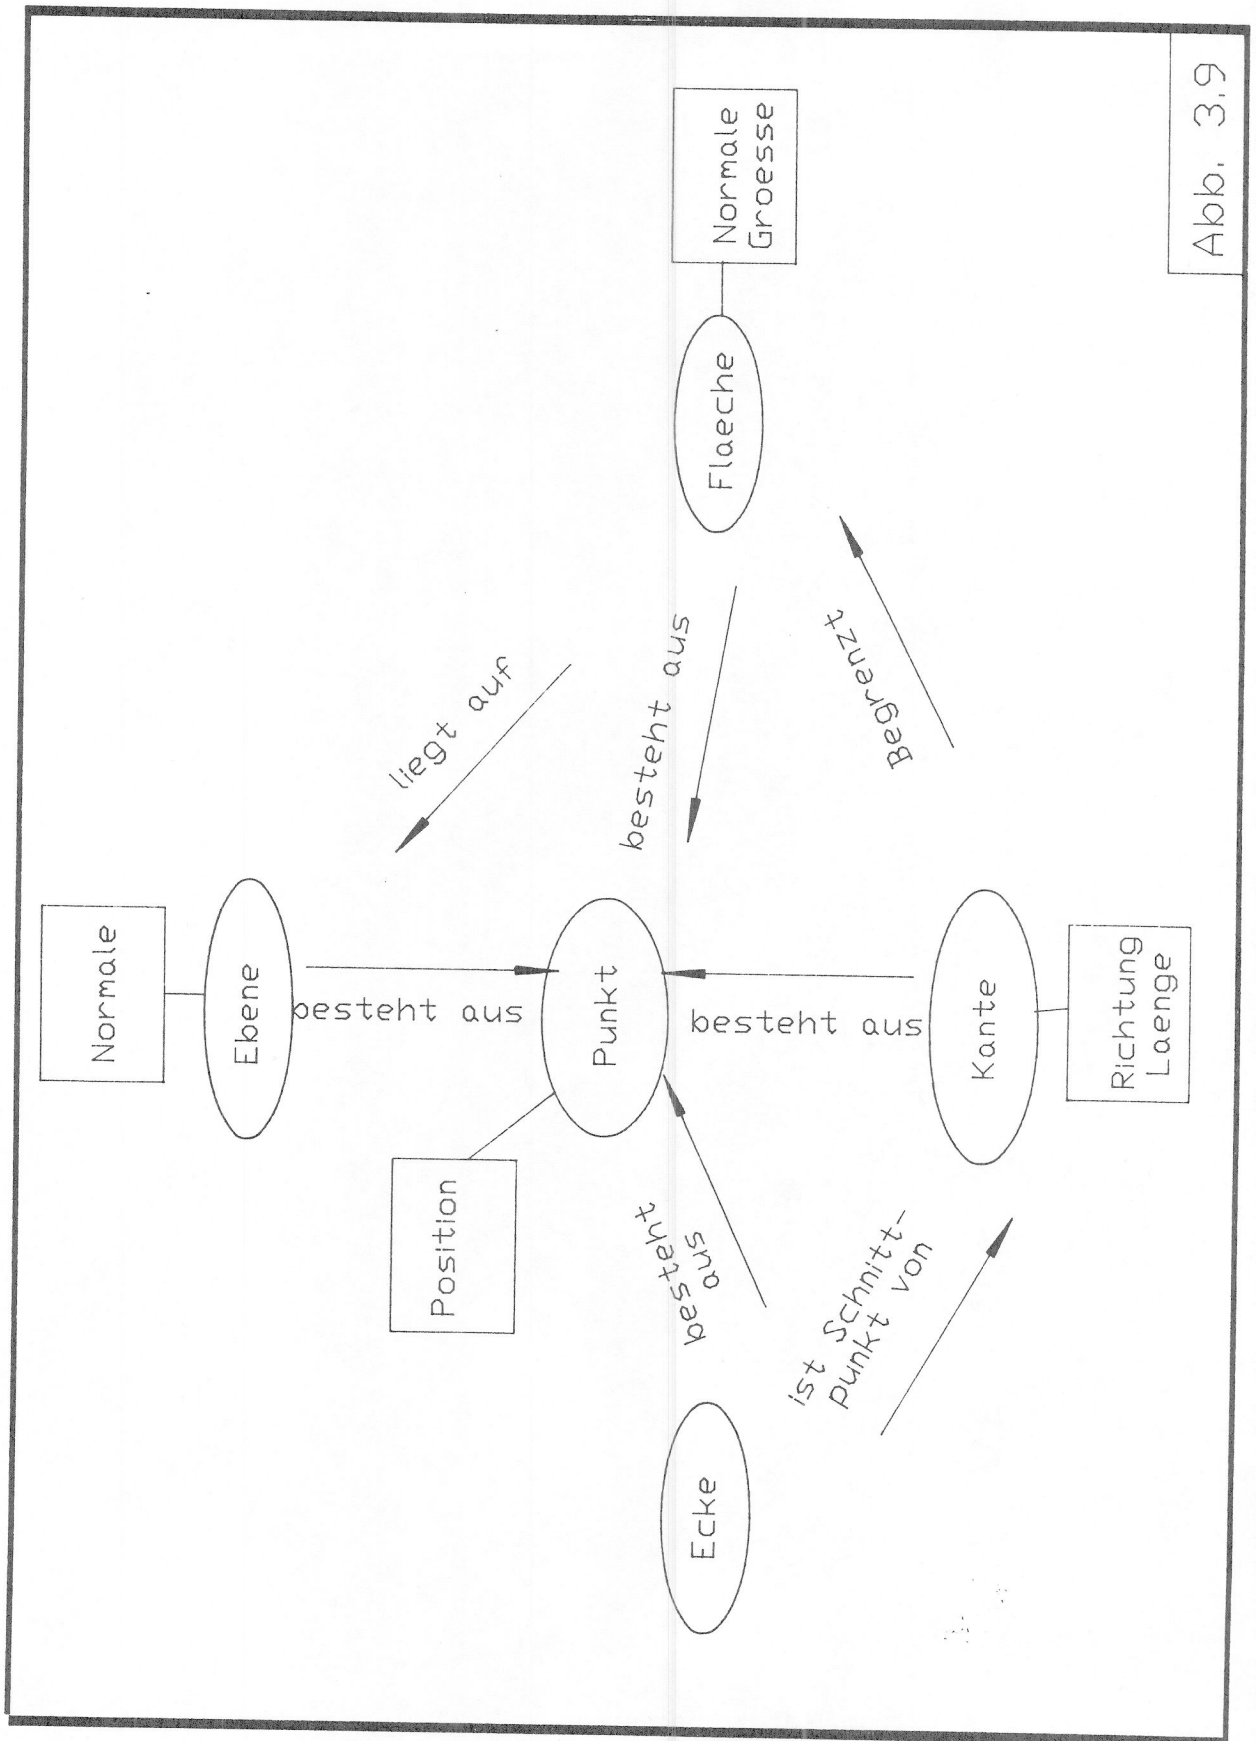 Normale
Ebene
besteht aus
liegt auf
Position
Punkt
besteht aus
Flaeche
Normale
Groesse
Ecke
besteht
aus
besteht aus
Begrenzt
ist Schnitt-
punkt von
Kante
Richtung
Laenge
Abb. 3.9